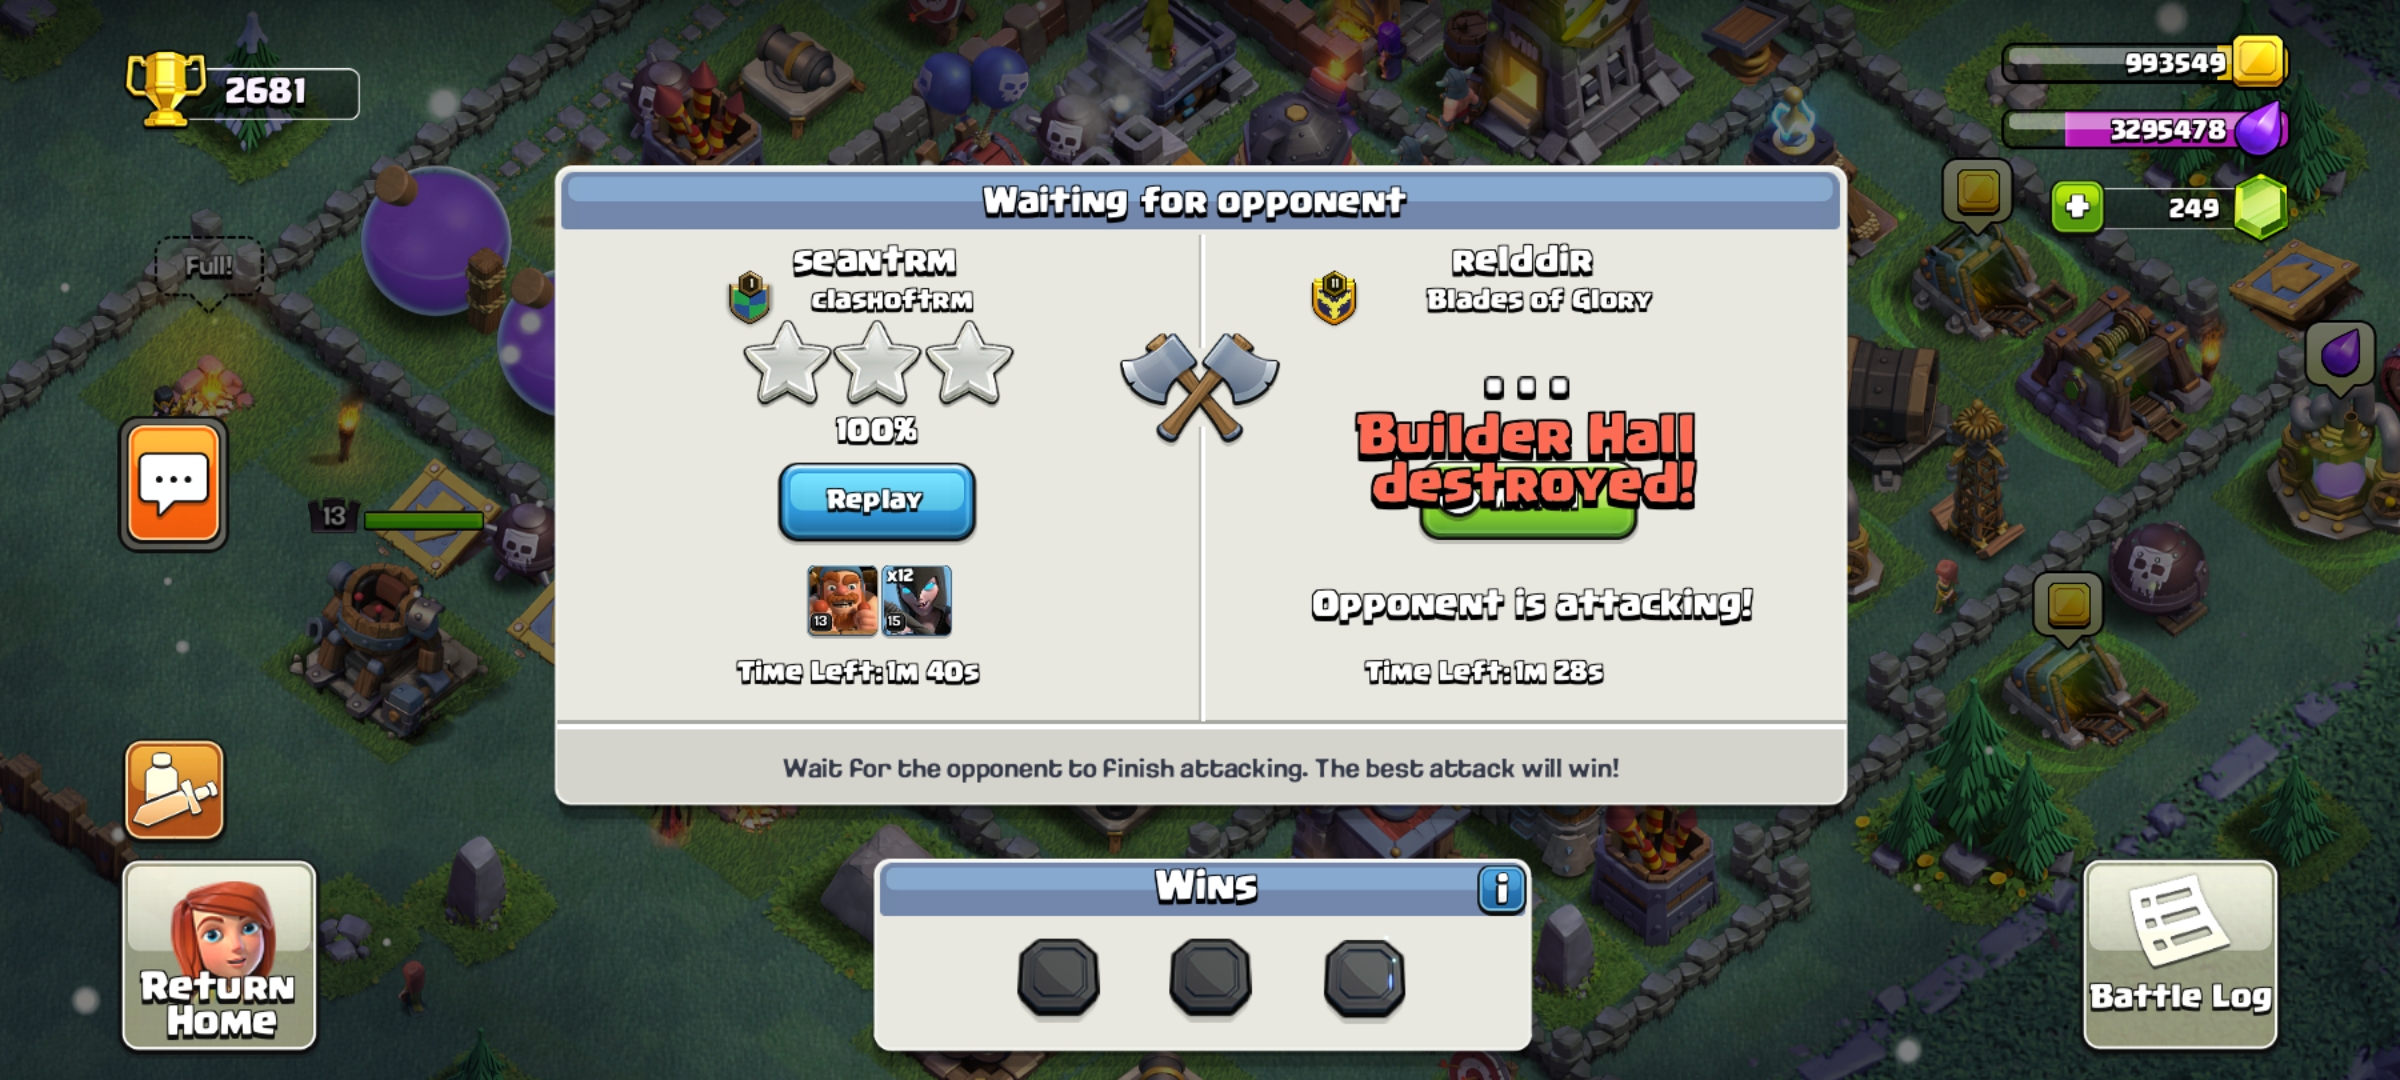 2681
993549
3295478
249
Full!
13
Waiting for opponent
seantrm
clashoftrm
1
100%
Replay
13
x12
15
Time Left:1m 40s
relddir
Blades of Glory
11
Builder Hall
destroyed!
Opponent is attacking!
Time Left:1m 28s
Wait for the opponent to finish attacking. The best attack will win!
Wins
i
Return
Home
Battle Log